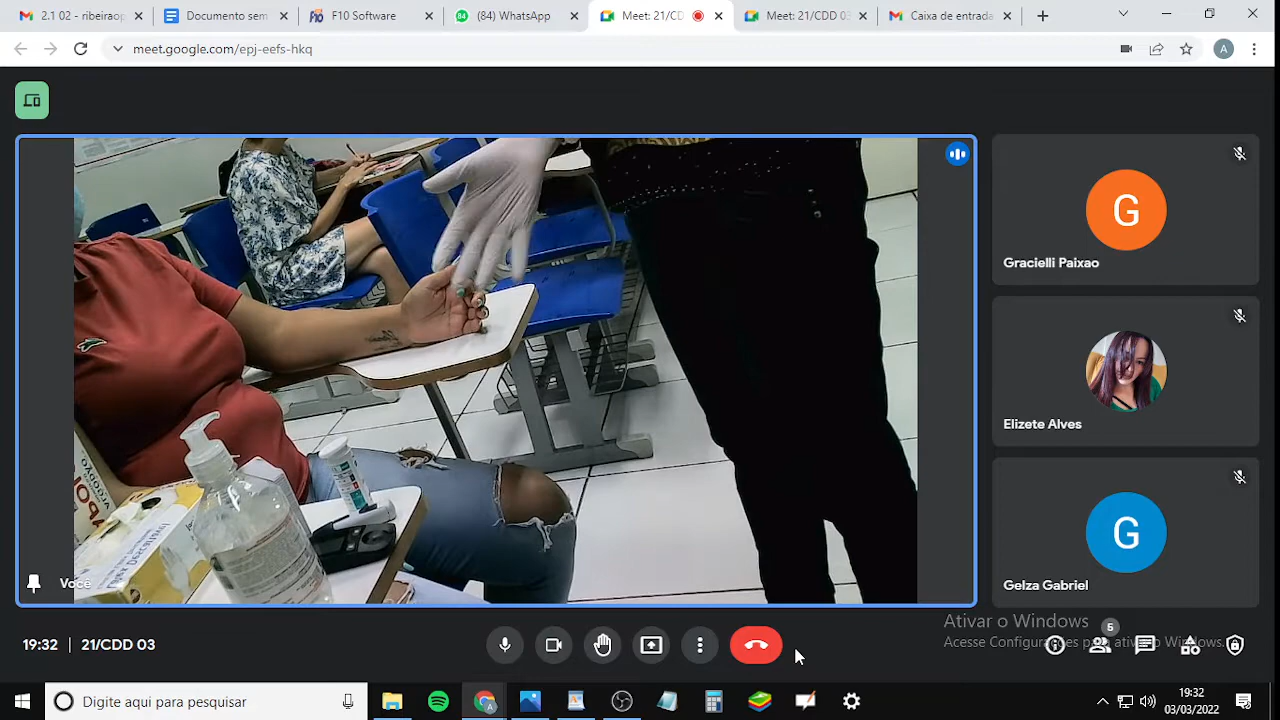 2.1 02 - ribeiraop
Documento sem
F10 Software
(84) WhatsApp
Meet: 21/CD
Meet: 21/CDD 03
Caixa de entrada
meet.google.com/epj-eefs-hkq
A
G
Gracielli Paixao
Elizete Alves
G
Gelza Gabriel
Você
19:32 | 21/CDD 03
5
Ativar o Windows
Acesse Configurações para ativar o Windows.
Digite aqui para pesquisar
19:32
03/03/2022